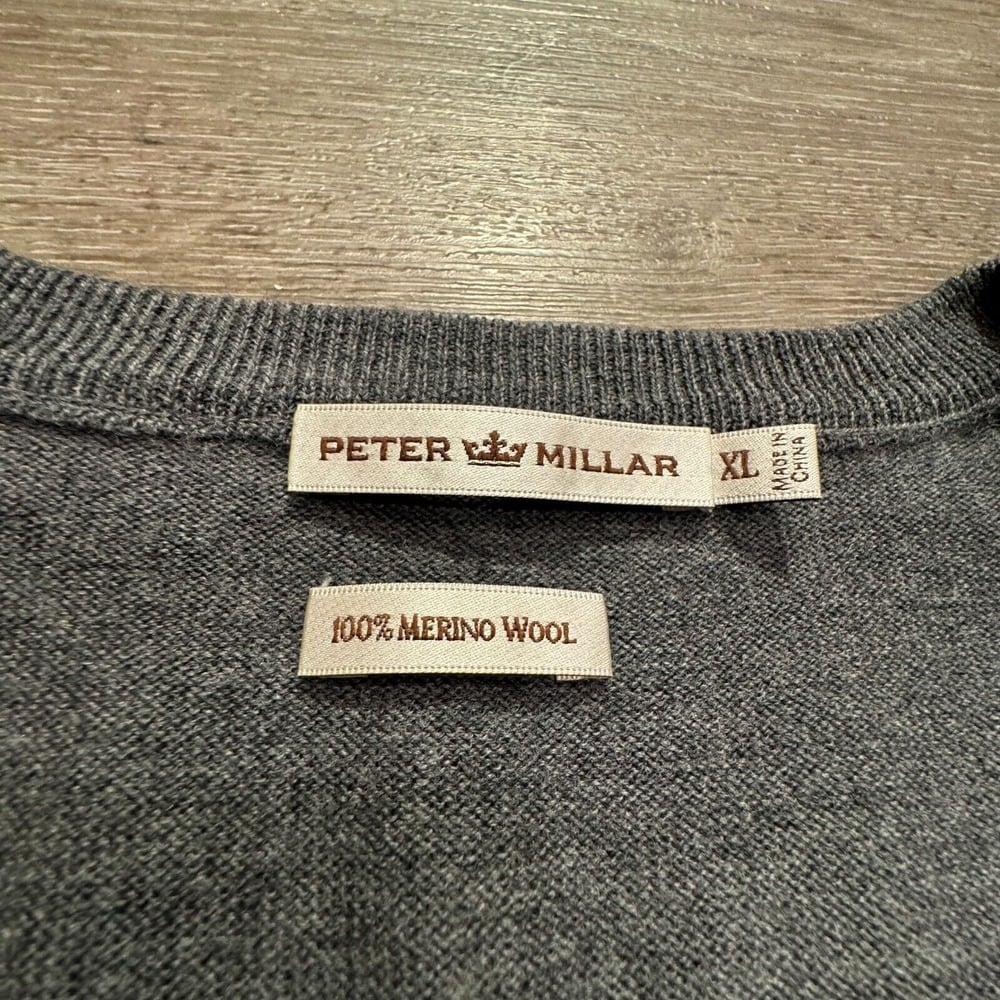 PETER MILLAR
XL
MADE IN
CHINA
100% MERINO WOOL